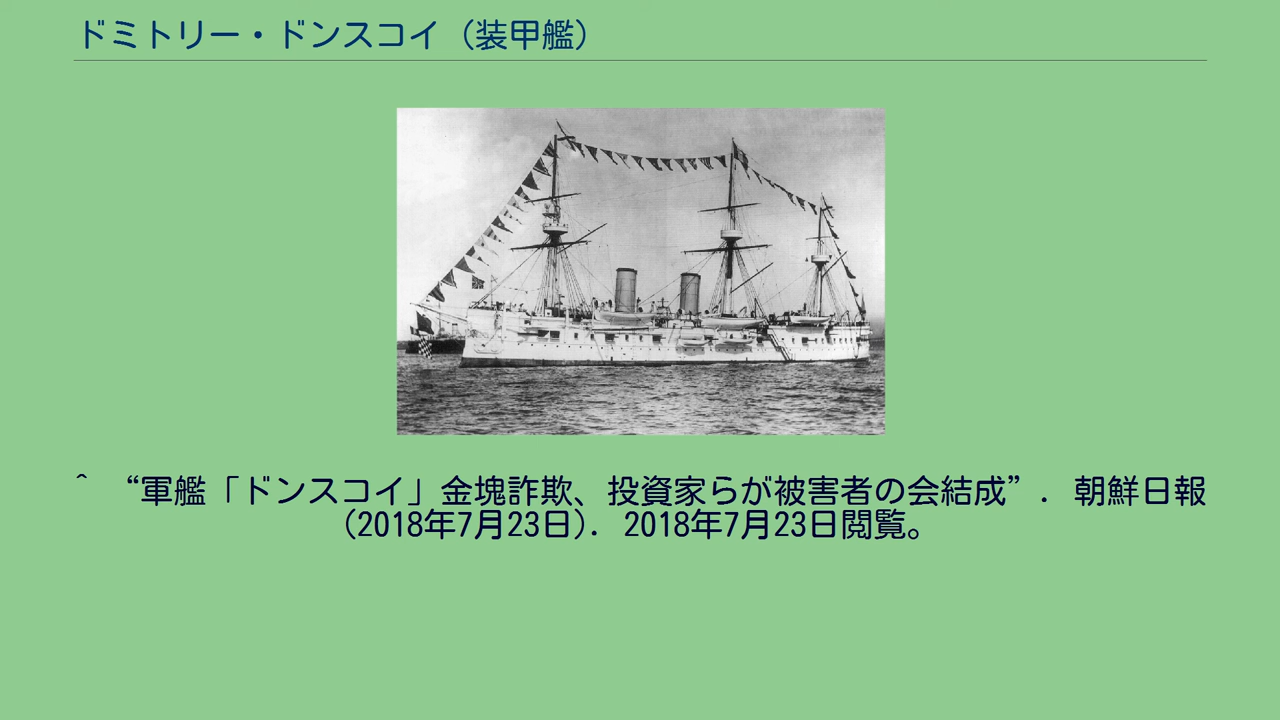 ドミトリー・ドンスコイ（装甲艦）
^ “軍艦「ドンスコイ」金塊詐欺、投資家らが被害者の会結成”. 朝鮮日報
(2018年7月23日). 2018年7月23日閲覧。